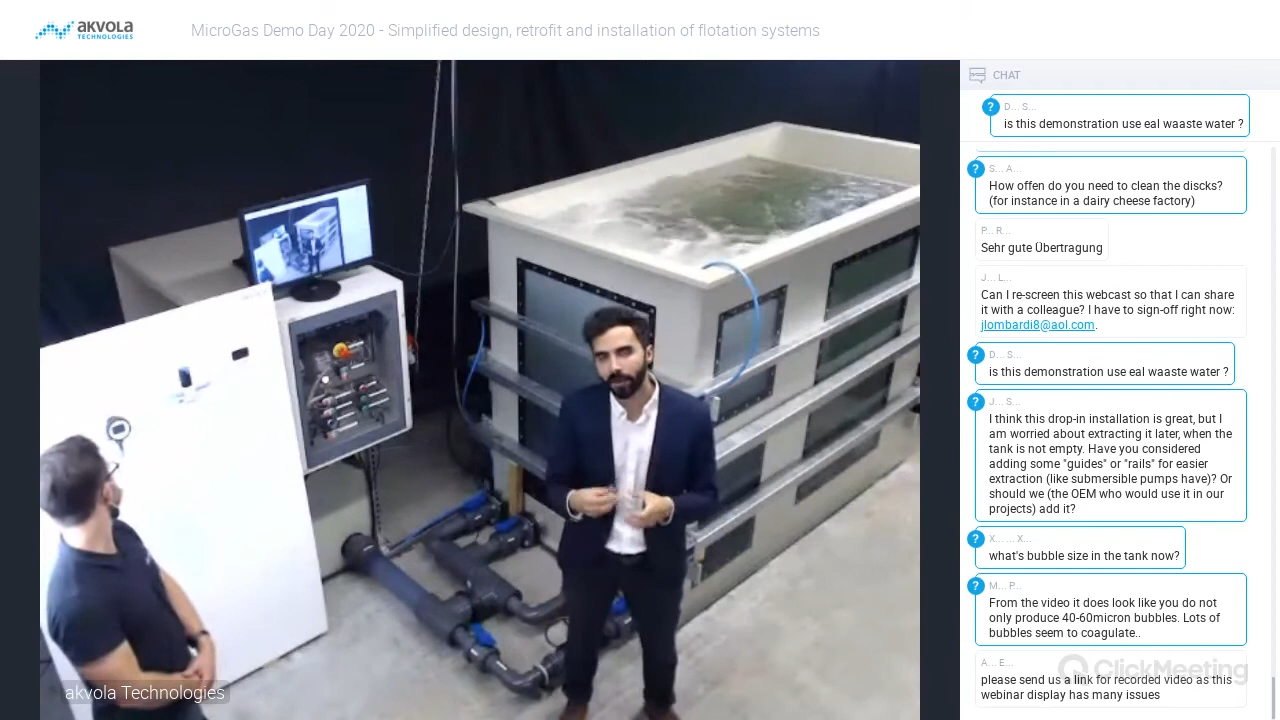 akvola
TECHNOLOGIES
MicroGas Demo Day 2020 - Simplified design, retrofit and installation of flotation systems
CHAT
D... S...
is this demonstration use eal waaste water ?
S... A...
How offen do you need to clean the discks?
(for instance in a dairy cheese factory)
P... R...
Sehr gute Übertragung
J... L...
Can I re-screen this webcast so that I can share
it with a colleague? I have to sign-off right now:
jlombardi8@aol.com.
D... S...
is this demonstration use eal waaste water ?
J... S...
I think this drop-in installation is great, but I
am worried about extracting it later, when the
tank is not empty. Have you considered
adding some "guides" or "rails" for easier
extraction (like submersible pumps have)? Or
should we (the OEM who would use it in our
projects) add it?
X... ... X...
what's bubble size in the tank now?
M... P...
From the video it does look like you do not
only produce 40-60micron bubbles. Lots of
bubbles seem to coagulate..
A... E...
please send us a link for recorded video as this
webinar display has many issues
ClickMeeting
akvola Technologies